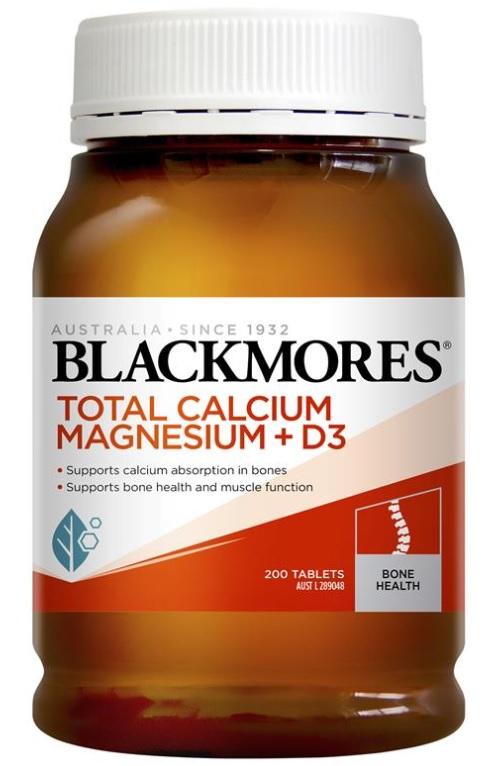 AUSTRALIA • SINCE 1932
BLACKMORES®
TOTAL CALCIUM
MAGNESIUM + D3
• Supports calcium absorption in bones
• Supports bone health and muscle function
200 TABLETS
AUST L 289048
BONE
HEALTH